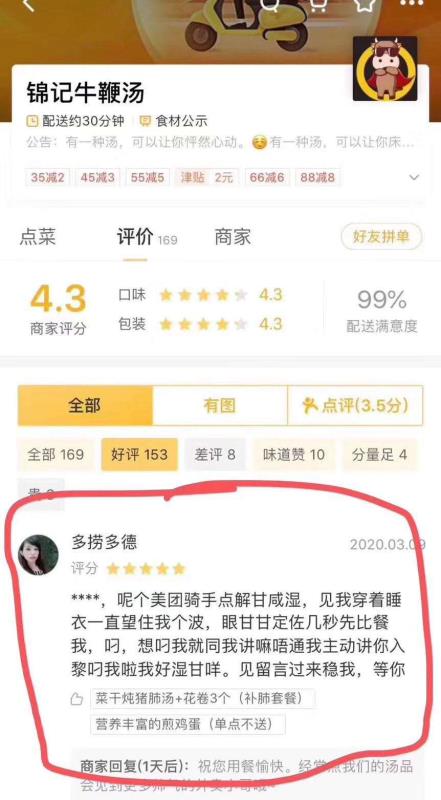 锦记牛鞭汤
配送约30分钟 食材公示
公告：有一种汤，可以让你怦然心动。😊有一种汤，可以让你床...
35减2 45减3 55减5 津贴 2元 66减6 88减8
点菜 评价 169 商家 好友拼单
4.3 口味 4.3 99%
商家评分 包装 4.3 配送满意度
全部 有图 点评(3.5分)
全部 169 好评 153 差评 8 味道赞 10 分量足 4
多捞多德 2020.03.09
评分
****，呢个美团骑手点解甘咸湿，见我穿着睡
衣一直望住我个波，眼甘甘定佐几秒先比餐
我，叼，想叼我就同我讲嘛唔通我主动讲你入
黎叼我啦我好湿甘咩。见留言过来稳我，等你
菜干炖猪肺汤+花卷3个（补肺套餐）
营养丰富的煎鸡蛋（单点不送）
商家回复(1天后)：祝您用餐愉快。经常点我们的汤品